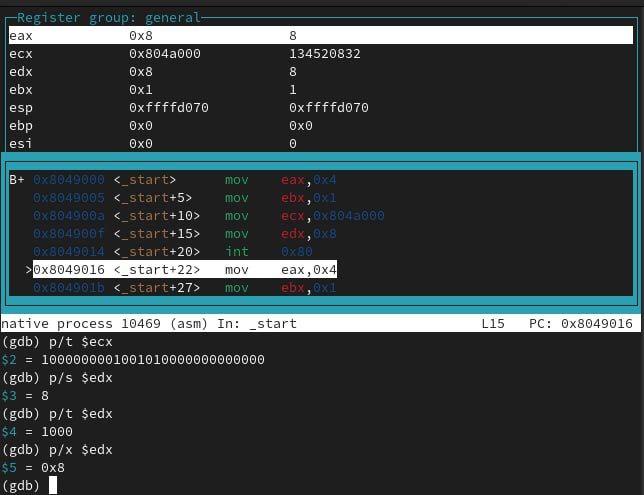 Register group: general
eax 0x8 8
ecx 0x804a000 134520832
edx 0x8 8
ebx 0x1 1
esp 0xffffd070 0xffffd070
ebp 0x0 0x0
esi 0x0 0
B+ 0x8049000 <_start> mov eax,0x4
0x8049005 <_start+5> mov ebx,0x1
0x804900a <_start+10> mov ecx,0x804a000
0x804900f <_start+15> mov edx,0x8
0x8049014 <_start+20> int 0x80
>0x8049016 <_start+22> mov eax,0x4
0x804901b <_start+27> mov ebx,0x1
native process 10469 (asm) In: _start L15 PC: 0x8049016
(gdb) p/t $ecx
$2 = 1000000001001010000000000000
(gdb) p/s $edx
$3 = 8
(gdb) p/t $edx
$4 = 1000
(gdb) p/x $edx
$5 = 0x8
(gdb)